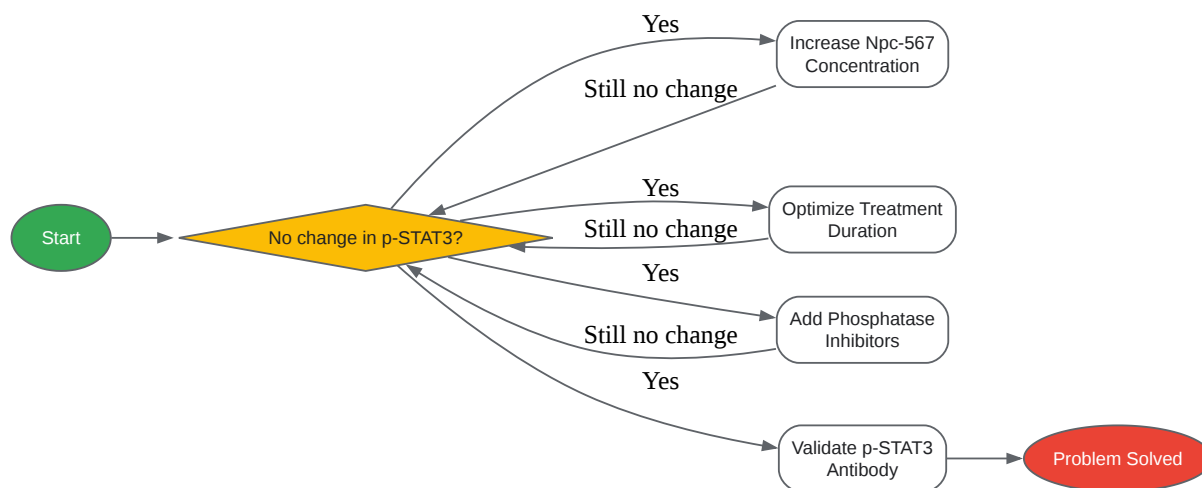 Yes
Increase Npc-567
Concentration
Still no change
Yes
Optimize Treatment
Duration
Still no change
Start
No change in p-STAT3?
Yes
Add Phosphatase
Inhibitors
Still no change
Yes
Validate p-STAT3
Antibody
Problem Solved